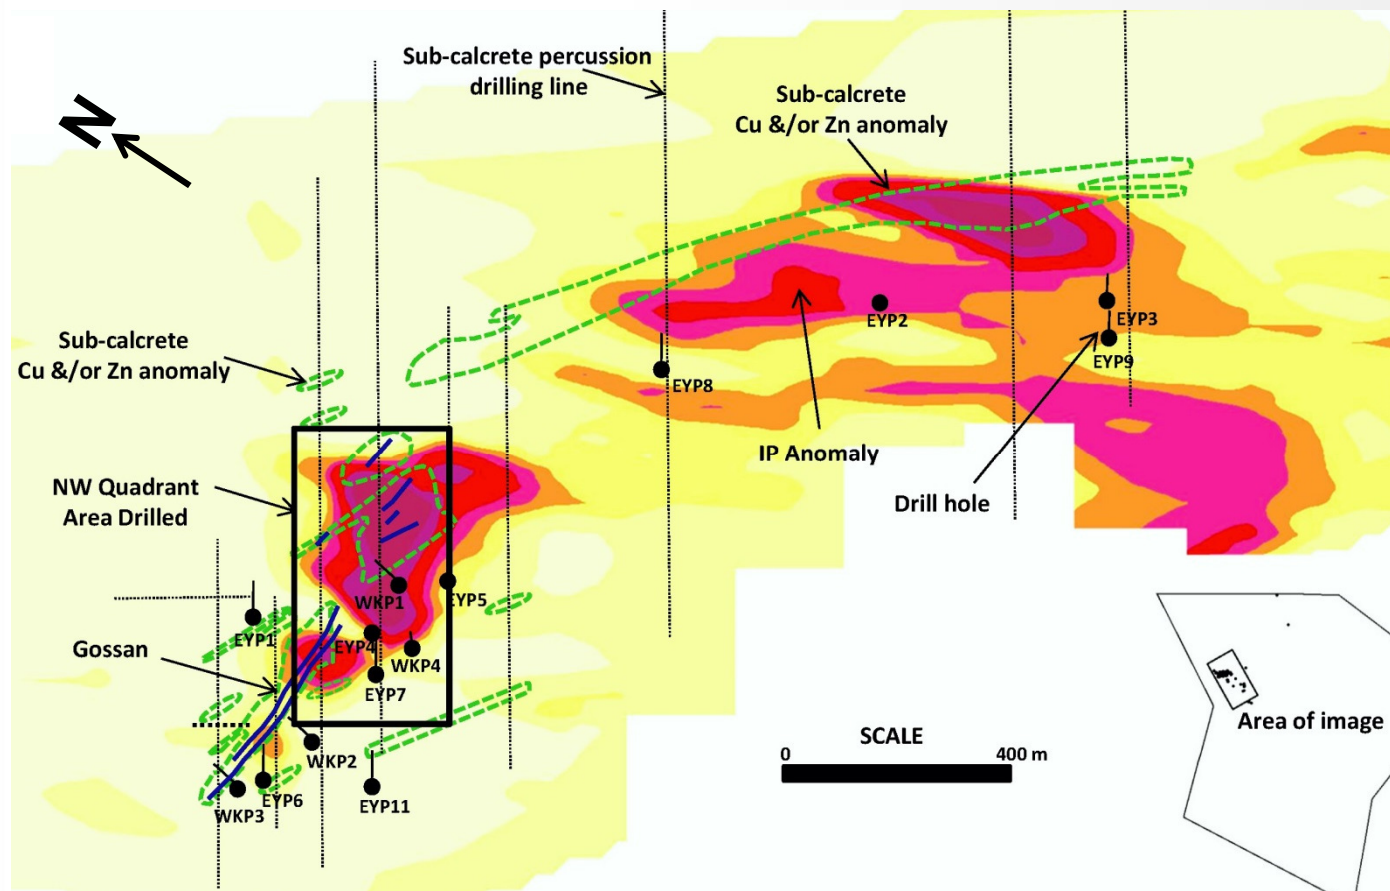 Sub-calcrete percussion
drilling line
Sub-calcrete
Cu &/or Zn anomaly
N
EYP2
EYP3
EYP9
Sub-calcrete
Cu &/or Zn anomaly
EYP8
IP Anomaly
NW Quadrant
Area Drilled
Drill hole
WKP1
EYP5
EYP1
EYP4
Gossan
WKP4
EYP7
Area of image
SCALE
0
400 m
WKP2
EYP6
EYP11
WKP3